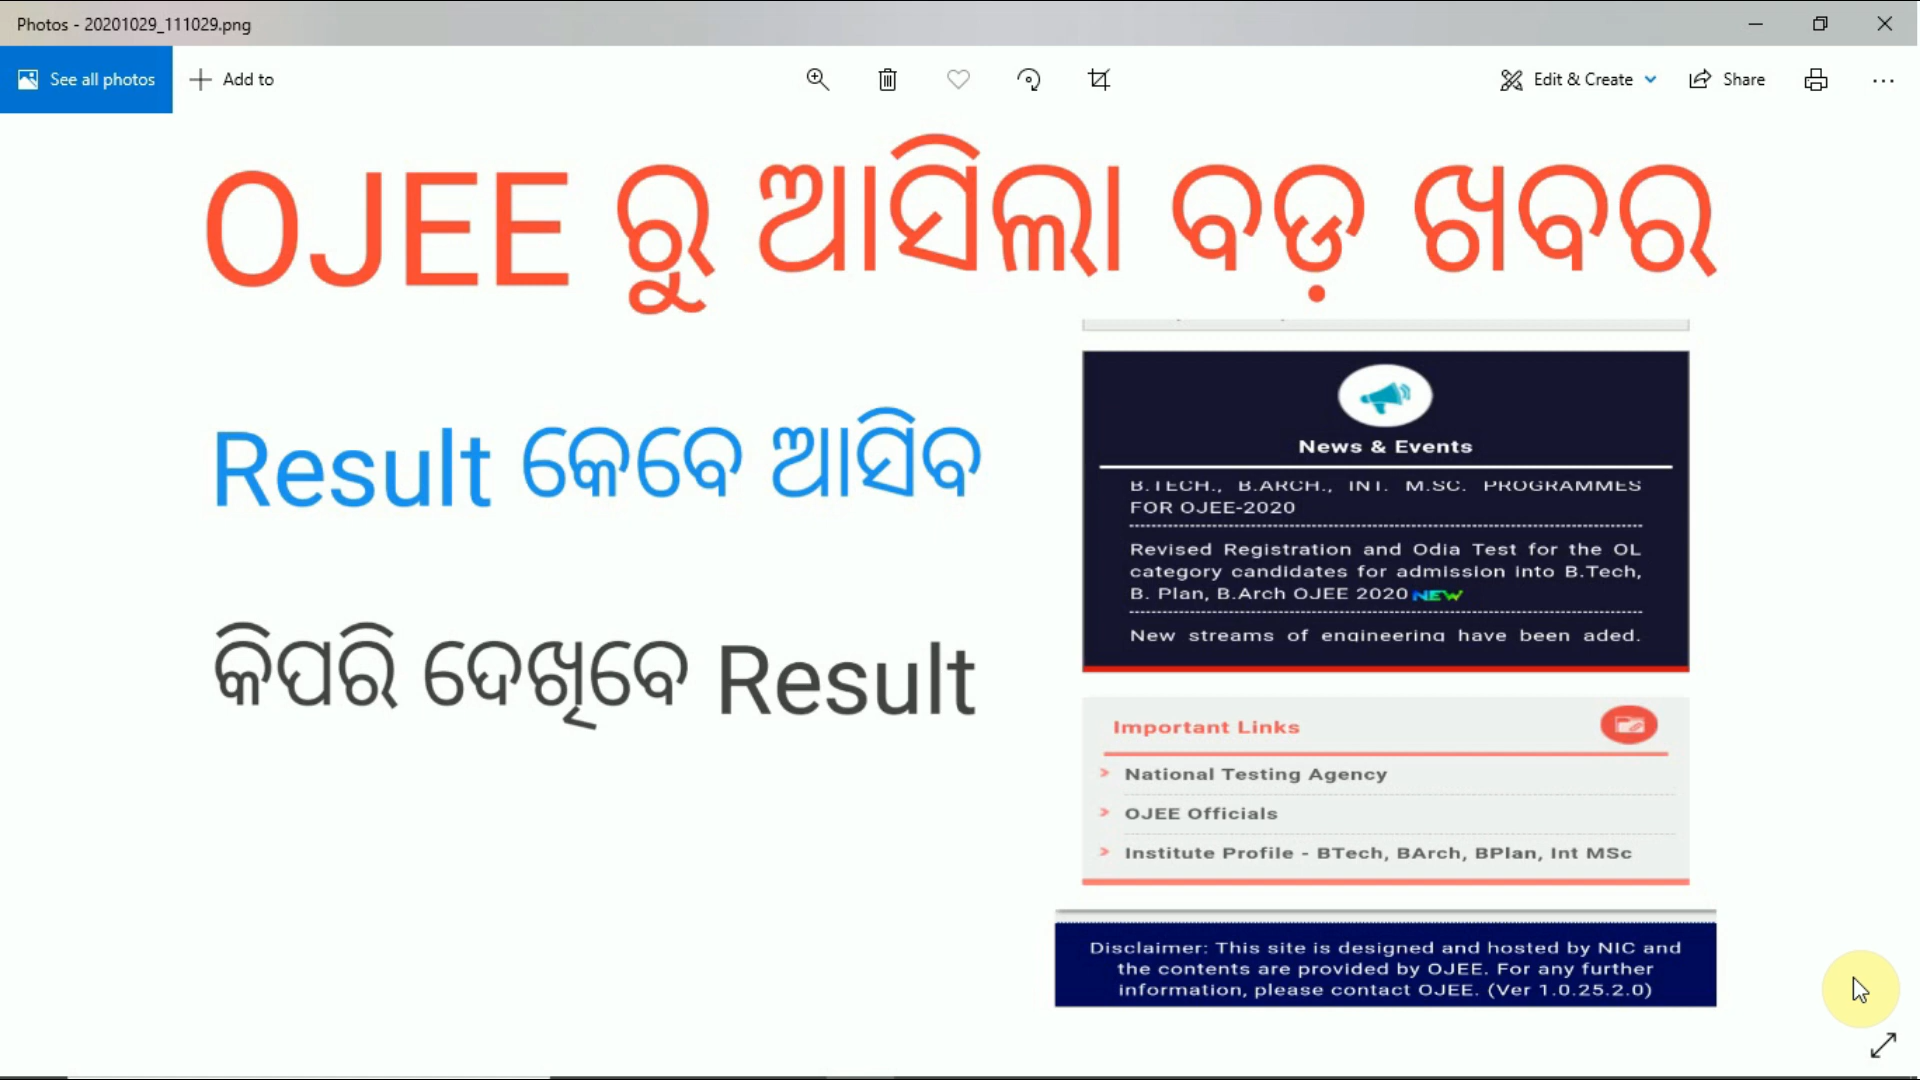 Photos - 20201029_111029.png
See all photos
Add to
Edit & Create
Share
OJEE ରୁ ଆସିଲା ବଡ଼ ଖବର
Result କେବେ ଆସିବ
କିପରି ଦେଖିବେ Result
News & Events
B.TECH., B.ARCH., INT. M.SC. PROGRAMMES
FOR OJEE-2020
Revised Registration and Odia Test for the OL
category candidates for admission into B.Tech,
B. Plan, B.Arch OJEE 2020 NEW
New streams of engineering have been aded.
Important Links
National Testing Agency
OJEE Officials
Institute Profile - BTech, BArch, BPlan, Int MSc
Disclaimer: This site is designed and hosted by NIC and
the contents are provided by OJEE. For any further
information, please contact OJEE. (Ver 1.0.25.2.0)